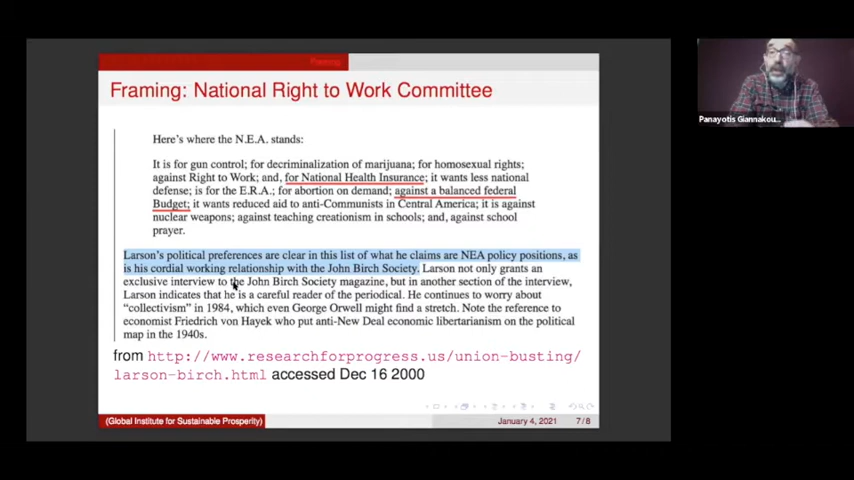 Framing
Framing: National Right to Work Committee
Here's where the N.E.A. stands:
It is for gun control; for decriminalization of marijuana; for homosexual rights;
against Right to Work; and, for National Health Insurance; it wants less national
defense; is for the E.R.A.; for abortion on demand; against a balanced federal
Budget; it wants reduced aid to anti-Communists in Central America; it is against
nuclear weapons; against teaching creationism in schools; and, against school
prayer.
Larson's political preferences are clear in this list of what he claims are NEA policy positions, as
is his cordial working relationship with the John Birch Society. Larson not only grants an
exclusive interview to the John Birch Society magazine, but in another section of the interview,
Larson indicates that he is a careful reader of the periodical. He continues to worry about
"collectivism" in 1984, which even George Orwell might find a stretch. Note the reference to
economist Friedrich von Hayek who put anti-New Deal economic libertarianism on the political
map in the 1940s.
from http://www.researchforprogress.us/union-busting/
larson-birch.html accessed Dec 16 2000
(Global Institute for Sustainable Prosperity)
January 4, 2021
7 / 8
Panayotis Giannakou...